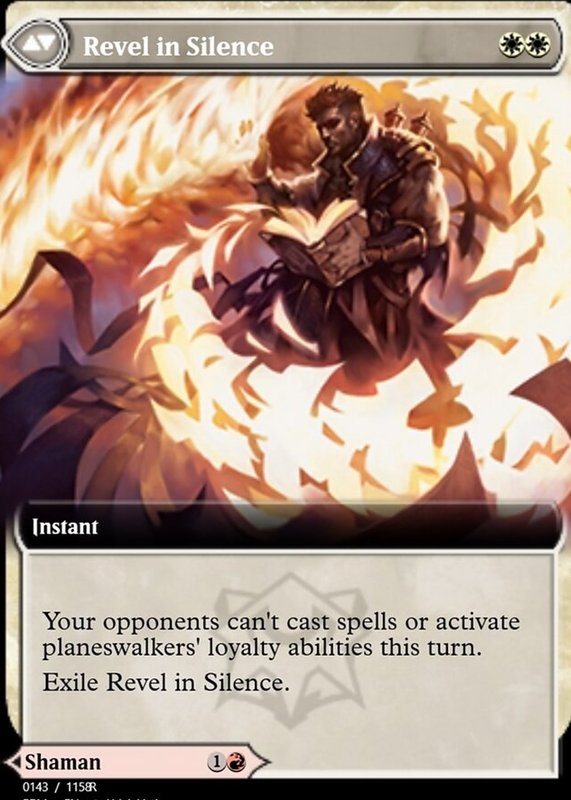 Revel in Silence
Instant
Your opponents can't cast spells or activate
planeswalkers' loyalty abilities this turn.
Exile Revel in Silence.
Shaman 1
0143 / 1158R